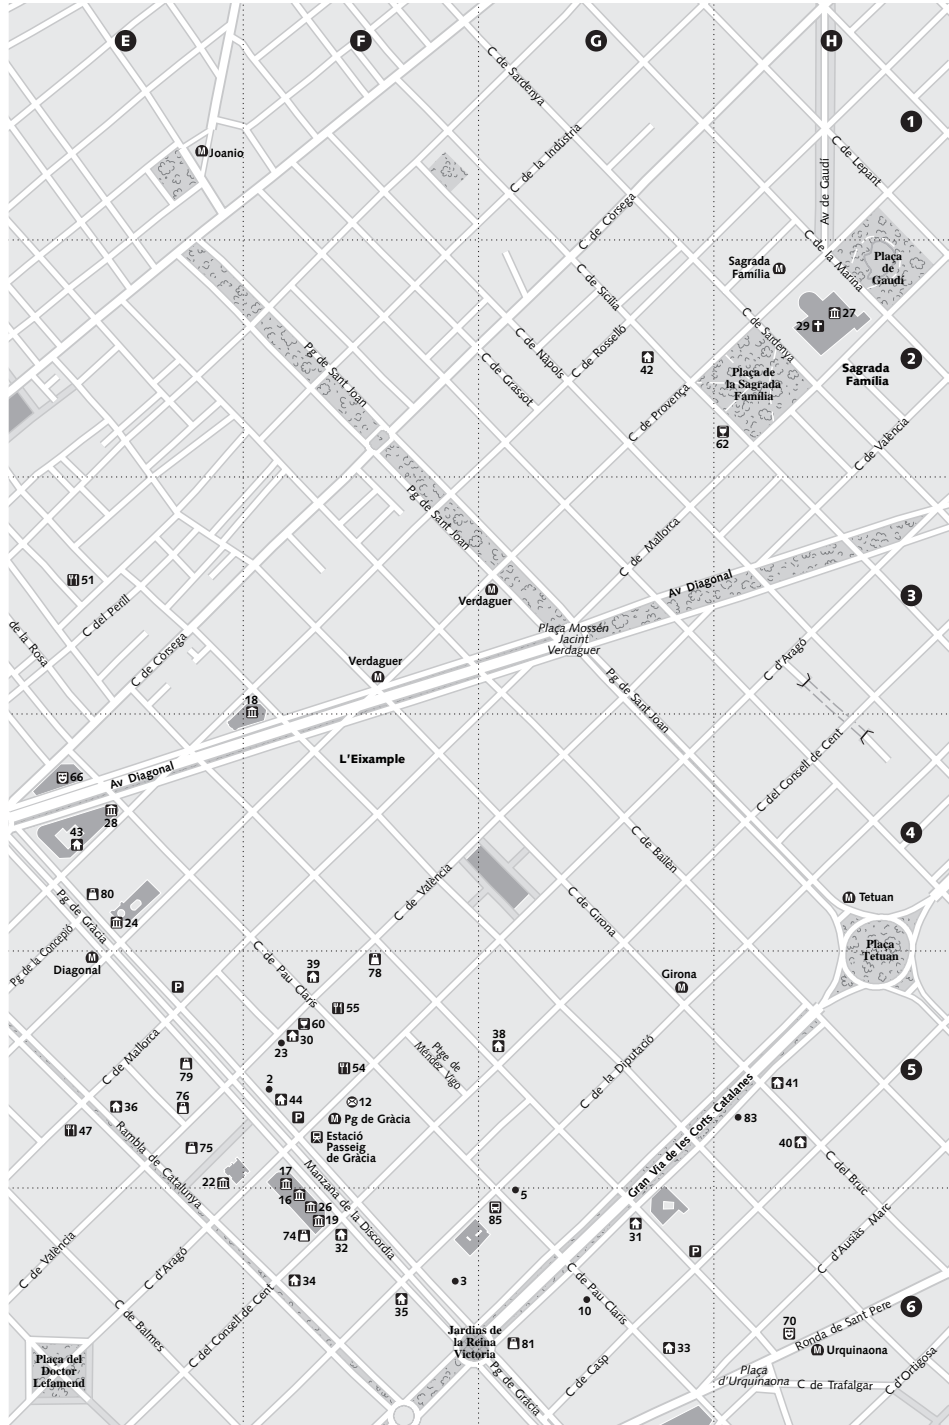 E
F
G
H
C de Sardenya
1
C de la Indústria
Joanio
C de Lepant
Av de Gaudí
C de Còrsega
C de la Marina
Plaça
de
Gaudí
Sagrada
Família
C de Sicília
27
29
C de Sardenya
C de Nàpols
C de Rosselló
Pg de Sant Joan
42
2
C de Grassot
Plaça de
la Sagrada
Família
Sagrada
Família
C de Provença
62
C de València
Pg de Sant Joan
C de Mallorca
51
Av Diagonal
Verdaguer
3
C del Perill
Plaça Mossén
Jacint
Verdaguer
de la Rosa
C de Còrsega
Verdaguer
C d'Aragó
Pg de Sant Joan
18
L'Eixample
C del Consell de Cent
66
Av Diagonal
28
43
4
C de Bailèn
C de València
80
C de Girona
Tetuan
Pg de Gràcia
24
Pg de la Concepció
Plaça
Tetuan
Diagonal
C de Pau Claris
39
78
Girona
P
55
60
30
23
38
C de Mallorca
Ptge de
Méndez Vigo
C de la Diputació
79
54
5
2
41
76
44
12
36
P
Pg de Gràcia
83
47
Estació
Passeig
de Gràcia
Gran Via de les Corts Catalanes
75
40
Rambla de Catalunya
Manzana de la Discordia
C del Bruc
22
17
16
5
26
19
85
74
32
31
C d'Ausiàs Marc
C de València
C d'Aragó
P
34
3
C de Pau Claris
35
10
6
C de Balmes
C del Consell de Cent
Jardins de
la Reina
Victoria
81
70
Ronda de Sant Pere
33
Urquinaona
Plaça del
Doctor
Lefamend
Pg de Gràcia
C de Casp
Plaça
d'Urquinaona
C de Trafalgar
C d'Ortigosa